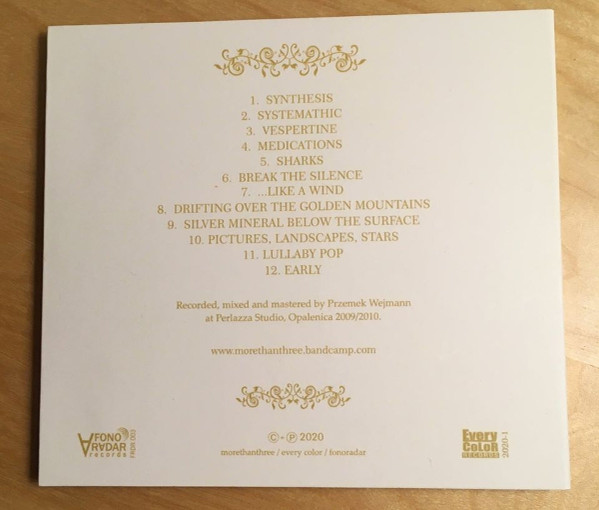 1. SYNTHESIS
2. SYSTEMATHIC
3. VESPERTINE
4. MEDICATIONS
5. SHARKS
6. BREAK THE SILENCE
7. ...LIKE A WIND
8. DRIFTING OVER THE GOLDEN MOUNTAINS
9. SILVER MINERAL BELOW THE SURFACE
10. PICTURES, LANDSCAPES, STARS
11. LULLABY POP
12. EARLY
Recorded, mixed and mastered by Przemek Wejmann
at Perlazza Studio, Opalenica 2009/2010.
www.morethanthree.bandcamp.com
FONO
RADAR
records
FRDR 003
©+℗ 2020
morethanthree / every color / fonoradar
Every
CoLoR
RECORDS
2020-1